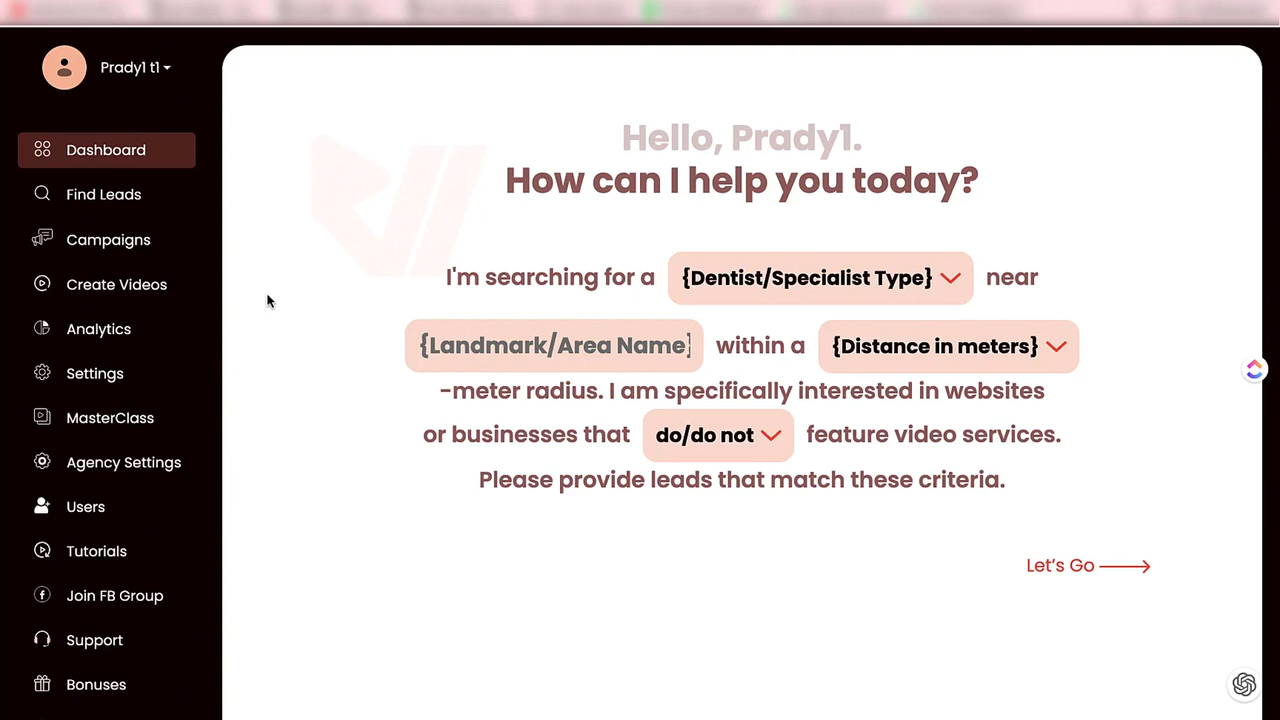 Prady1 t1
Dashboard
Find Leads
Campaigns
Create Videos
Analytics
Settings
MasterClass
Agency Settings
Users
Tutorials
Join FB Group
Support
Bonuses
Hello, Prady1.
How can I help you today?
I'm searching for a {Dentist/Specialist Type} near
{Landmark/Area Name} within a {Distance in meters}
-meter radius. I am specifically interested in websites
or businesses that do/do not feature video services.
Please provide leads that match these criteria.
Let's Go